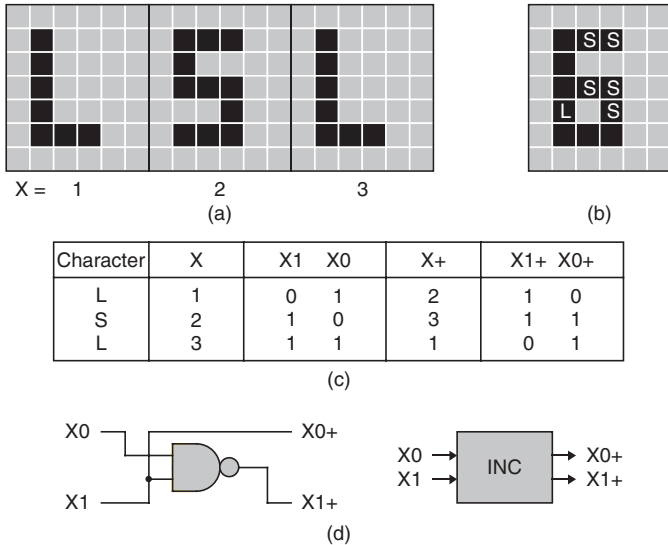 S S
S S
L S
X = 1 2 3
(a) (b)
Character X X1 X0 X+ X1+ X0+
L 1 0 1 2 1 0
S 2 1 0 3 1 1
L 3 1 1 1 0 1
(c)
X0 X0+
X1 X1+
X0 INC X0+
X1 X1+
(d)